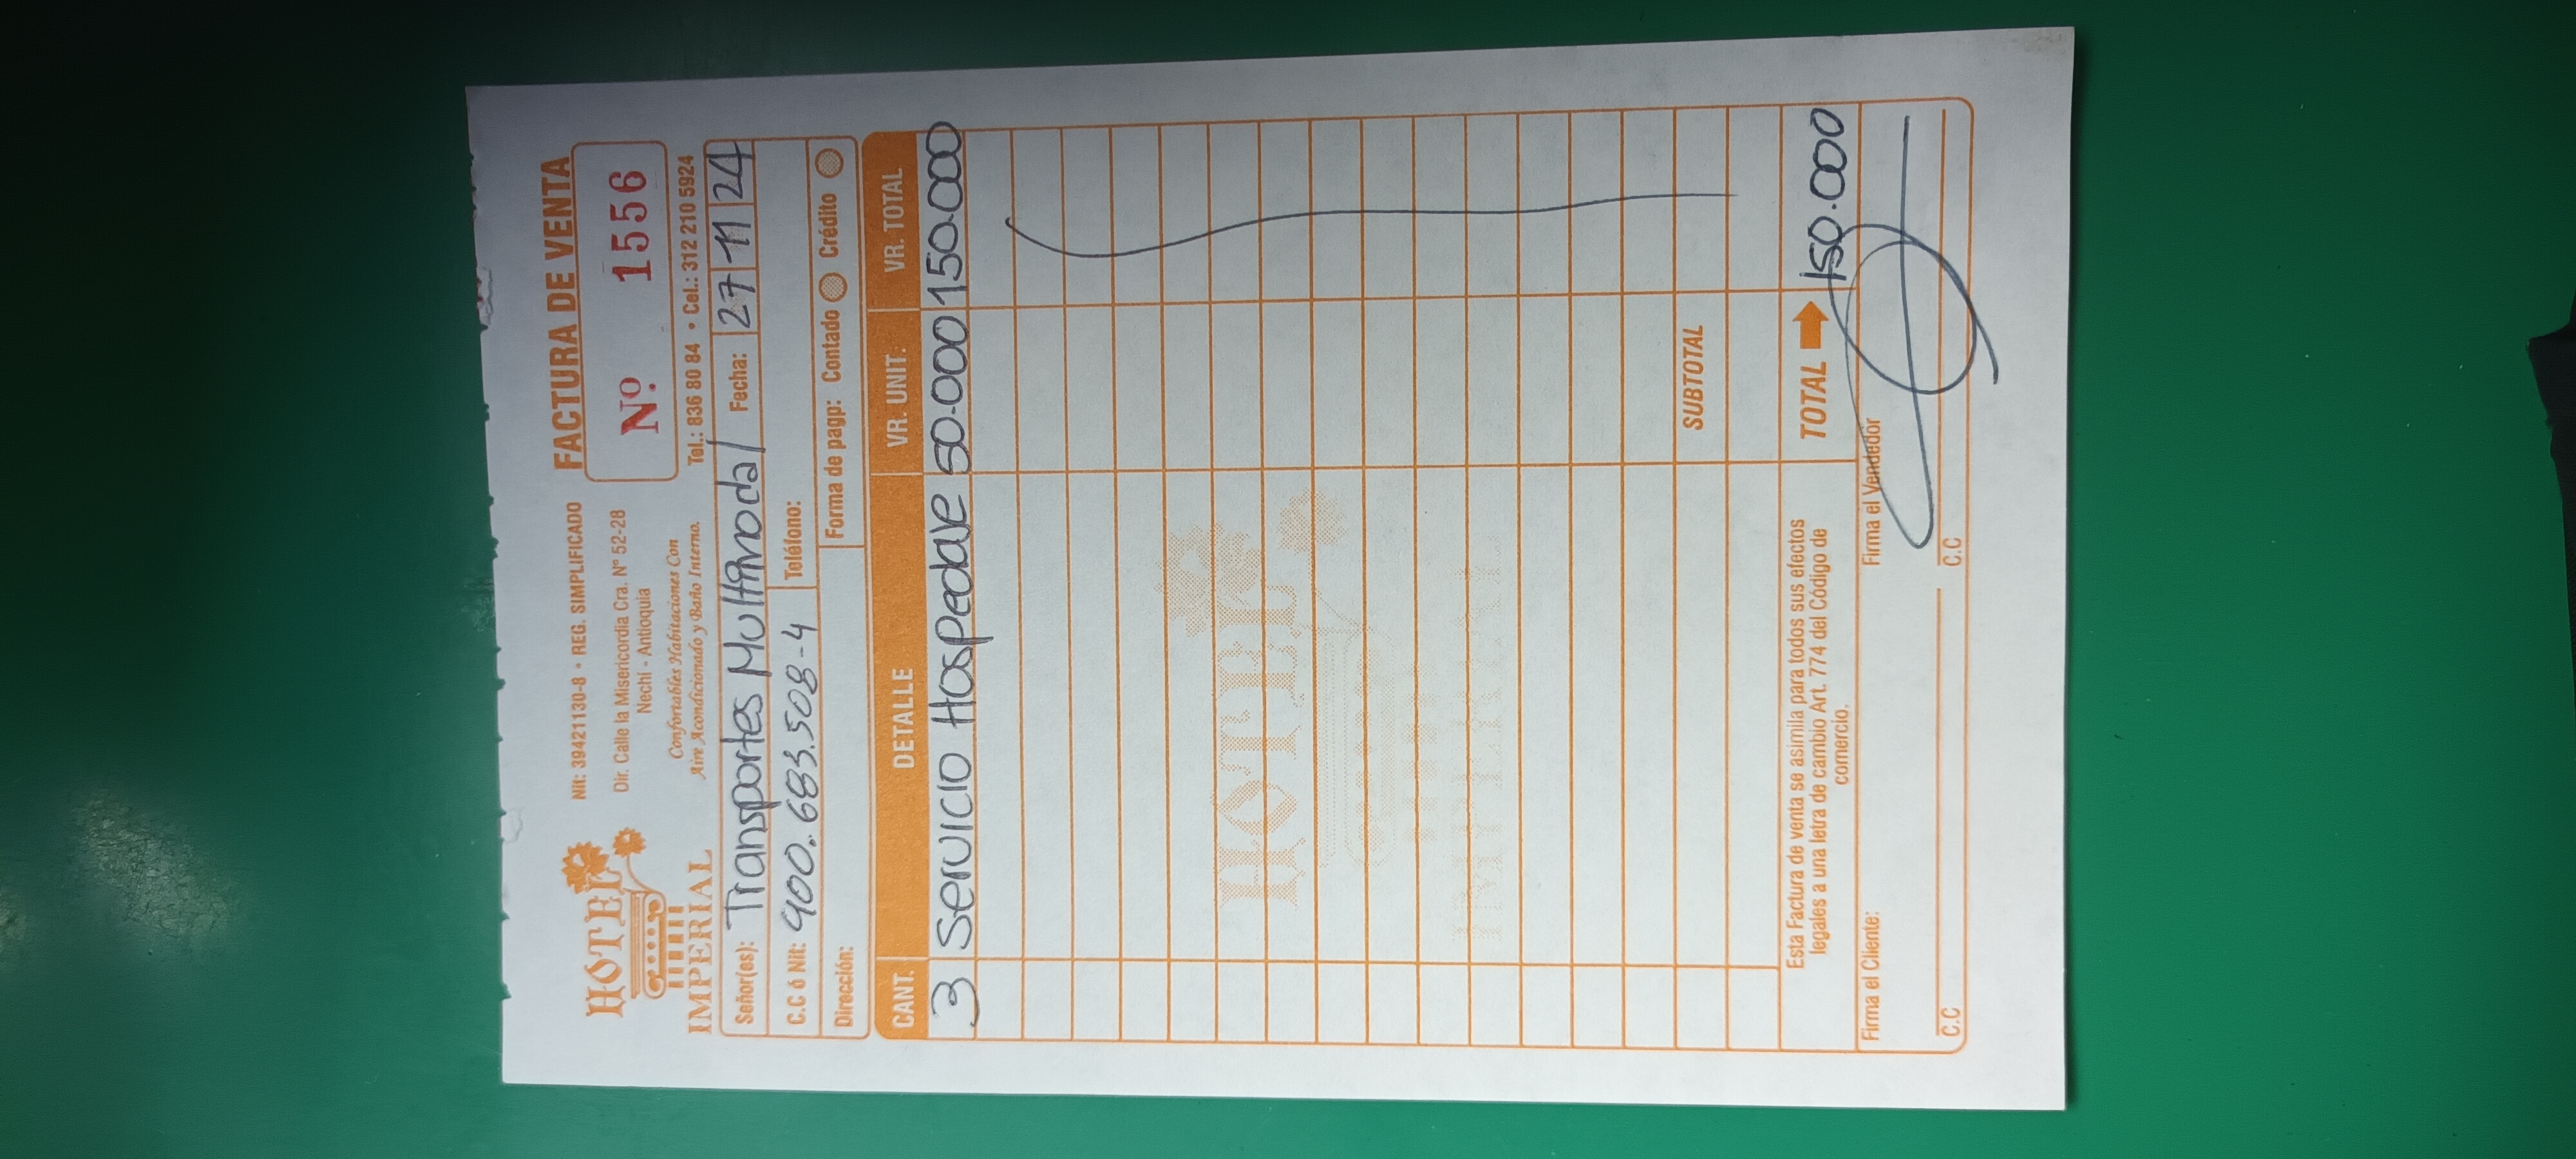 HOTEL
IMPERIAL
Nit: 39421130-8 • REG. SIMPLIFICADO
Dir. Calle la Misericordia Cra. Nº 52-28
Nechí - Antioquia
Confortables Habitaciones Con
Aire Acondicionado y Baño Interno.
FACTURA DE VENTA
Nº. 1556
Tel.: 836 80 84 • Cel.: 312 210 5924
Señor(es): Transportes Multimodal Fecha: 27 11 24
C.C ó Nit: 900.683.508-4 Teléfono:
Dirección: Forma de pago: Contado Crédito
CANT. DETALLE VR. UNIT. VR. TOTAL
3 Servicio Hospedaje 50.000 150.000
HOTEL
IMPERIAL
SUBTOTAL
Esta Factura de venta se asimila para todos sus efectos
legales a una letra de cambio Art. 774 del Código de
comercio.
TOTAL 150.000
Firma el Cliente: Firma el Vendedor
C.C C.C